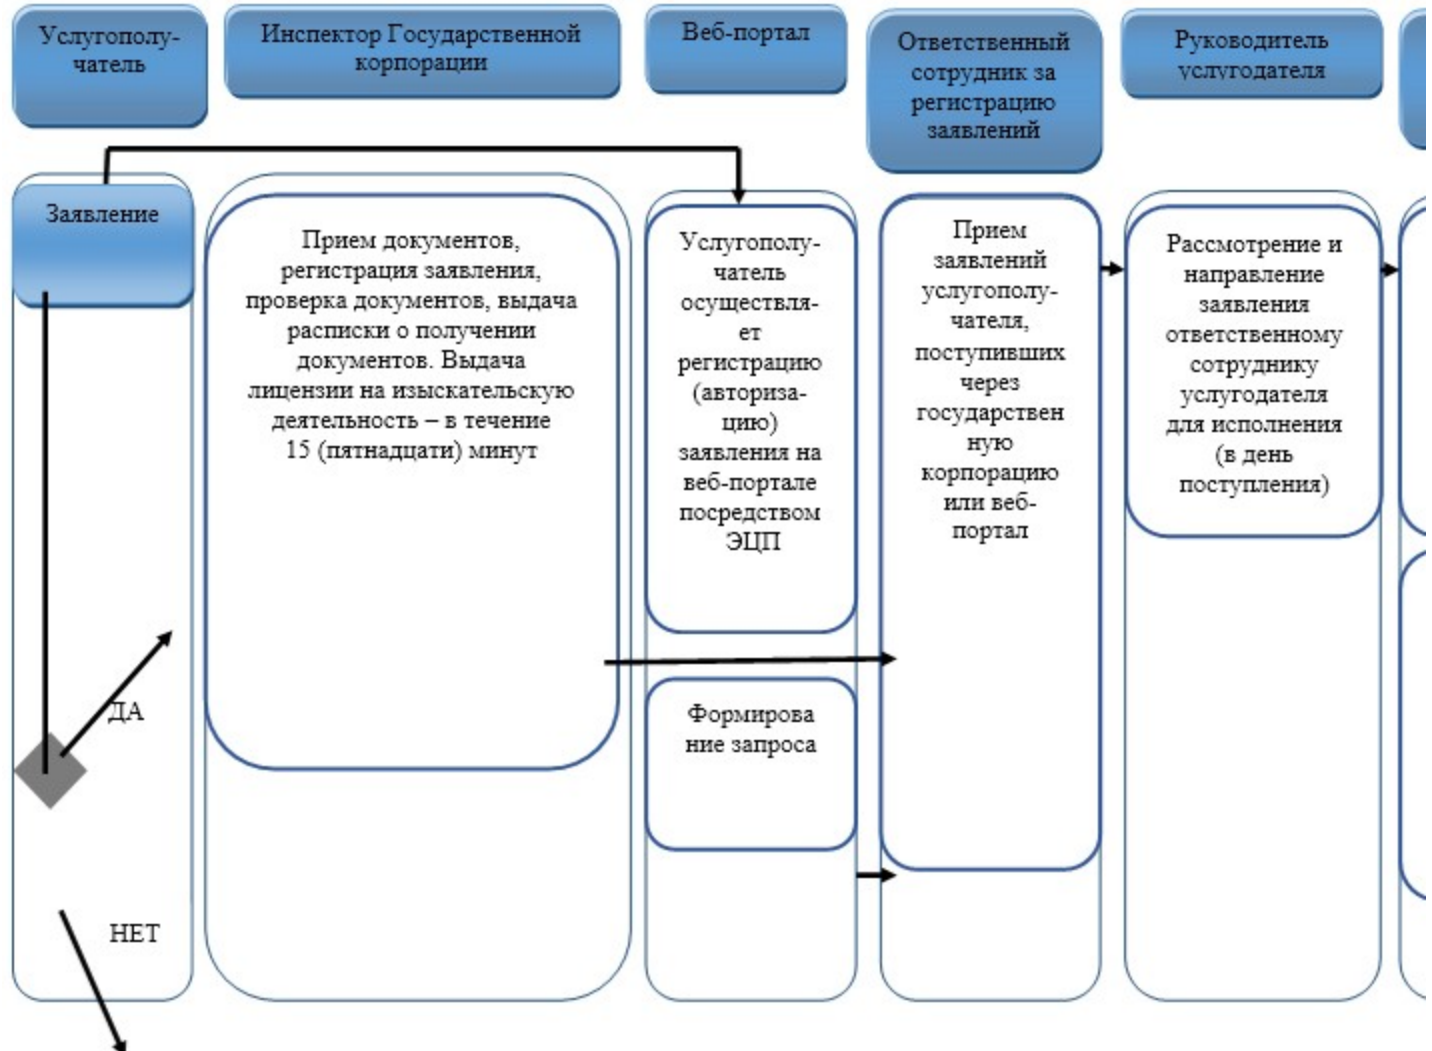 Услугополу-
чатель
Инспектор Государственной
корпорации
Веб-портал
Ответственный
сотрудник за
регистрацию
заявлений
Руководитель
услугодателя
Заявление
Прием документов,
регистрация заявления,
проверка документов, выдача
расписки о получении
документов. Выдача
лицензии на изыскательскую
деятельность – в течение
15 (пятнадцати) минут
Услугополу-
чатель
осуществля-
ет
регистрацию
(авториза-
цию)
заявления на
веб-портале
посредством
ЭЦП
Формирова
ние запроса
Прием
заявлений
услугополу-
чателя,
поступивших
через
государствен
ную
корпорацию
или веб-
портал
Рассмотрение и
направление
заявления
ответственному
сотруднику
услугодателя
для исполнения
(в день
поступления)
ДА
НЕТ